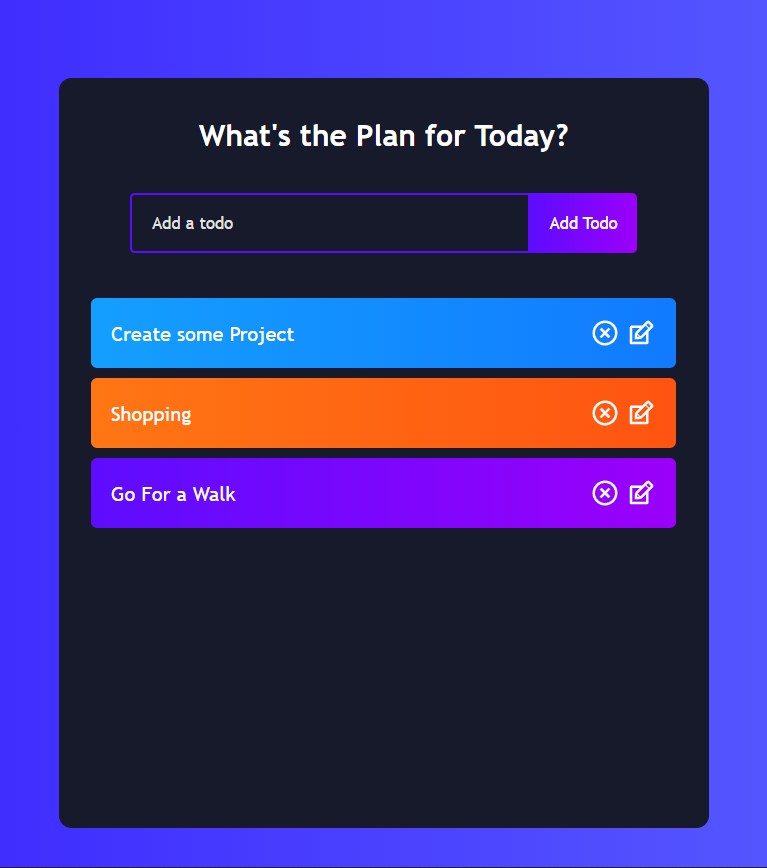 What's the Plan for Today?
Add a todo
Add Todo
Create some Project
Shopping
Go For a Walk